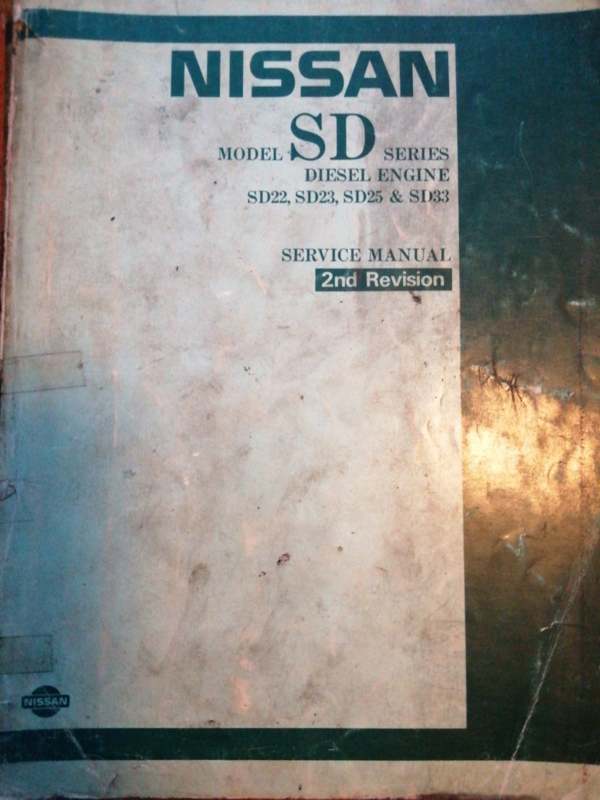 NISSAN
MODEL SD SERIES
DIESEL ENGINE
SD22, SD23, SD25 & SD33
SERVICE MANUAL
2nd Revision
NISSAN